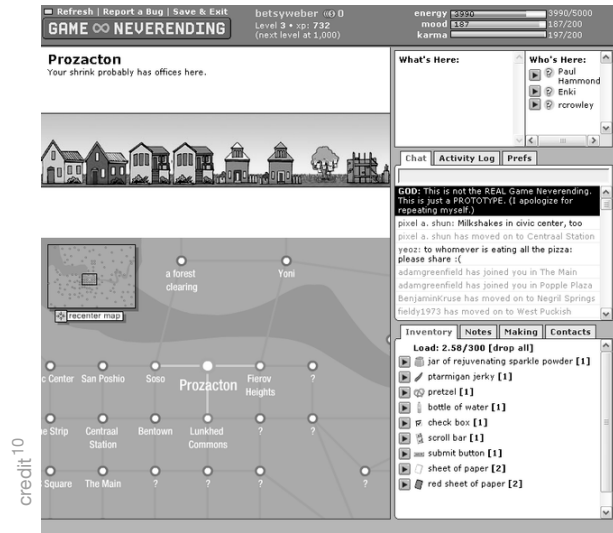 Refresh | Report a Bug | Save & Exit
GAME ∞ NEVERENDING
betsyweber 0
Level 3 • xp: 732
(next level at 1,000)
energy 3990 3990/5000
mood 187 187/200
karma 197/200
Prozacton
Your shrink probably has offices here.
What's Here:
Who's Here:
Paul
Hammond
Enki
rcrowley
Chat Activity Log Prefs
GOD: This is not the REAL Game Neverending.
This is just a PROTOTYPE. (I apologize for
repeating myself.)
pixel a. shun: Milkshakes in civic center, too
pixel a. shun has moved on to Centraal Station
yeoz: to whomever is eating all the pizza:
please share :(
adamgreenfield has joined you in The Main
adamgreenfield has joined you in Popple Plaza
BenjaminKruse has moved on to Negril Springs
fieldy1973 has moved on to West Puckish
a forest
clearing
Yoni
recenter map
ic Center San Poshio Soso Prozacton Fierov
Heights
?
e Strip Centraal
Station
Bentown Lunkhed
Commons
? ?
Square The Main ? ? ? ?
Inventory Notes Making Contacts
Load: 2.58/300 [drop all]
jar of rejuvenating sparkle powder [1]
ptarmigan jerky [1]
pretzel [1]
bottle of water [1]
check box [1]
scroll bar [1]
submit button [1]
sheet of paper [2]
red sheet of paper [2]
credit 10